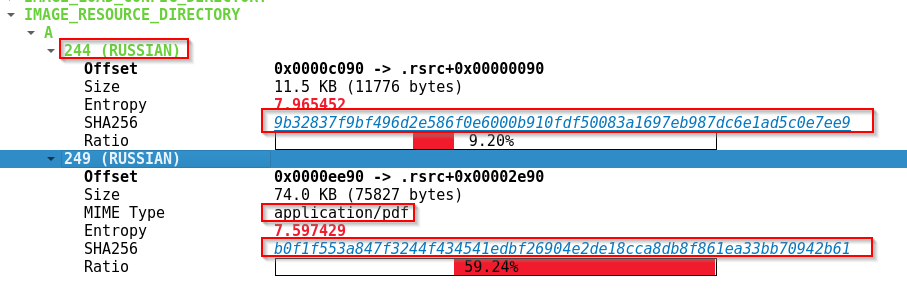 IMAGE_LOAD_CONFIG_DIRECTORY
IMAGE_RESOURCE_DIRECTORY
A
244 (RUSSIAN)
Offset 0x0000c090 -> .rsrc+0x00000090
Size 11.5 KB (11776 bytes)
Entropy 7.965452
SHA256 9b32837f9bf496d2e586f0e6000b910fdf50083a1697eb987dc6e1ad5c0e7ee9
Ratio 9.20%
249 (RUSSIAN)
Offset 0x0000ee90 -> .rsrc+0x00002e90
Size 74.0 KB (75827 bytes)
MIME Type application/pdf
Entropy 7.597429
SHA256 b0f1f553a847f3244f434541edbf26904e2de18cca8db8f861ea33bb70942b61
Ratio 59.24%